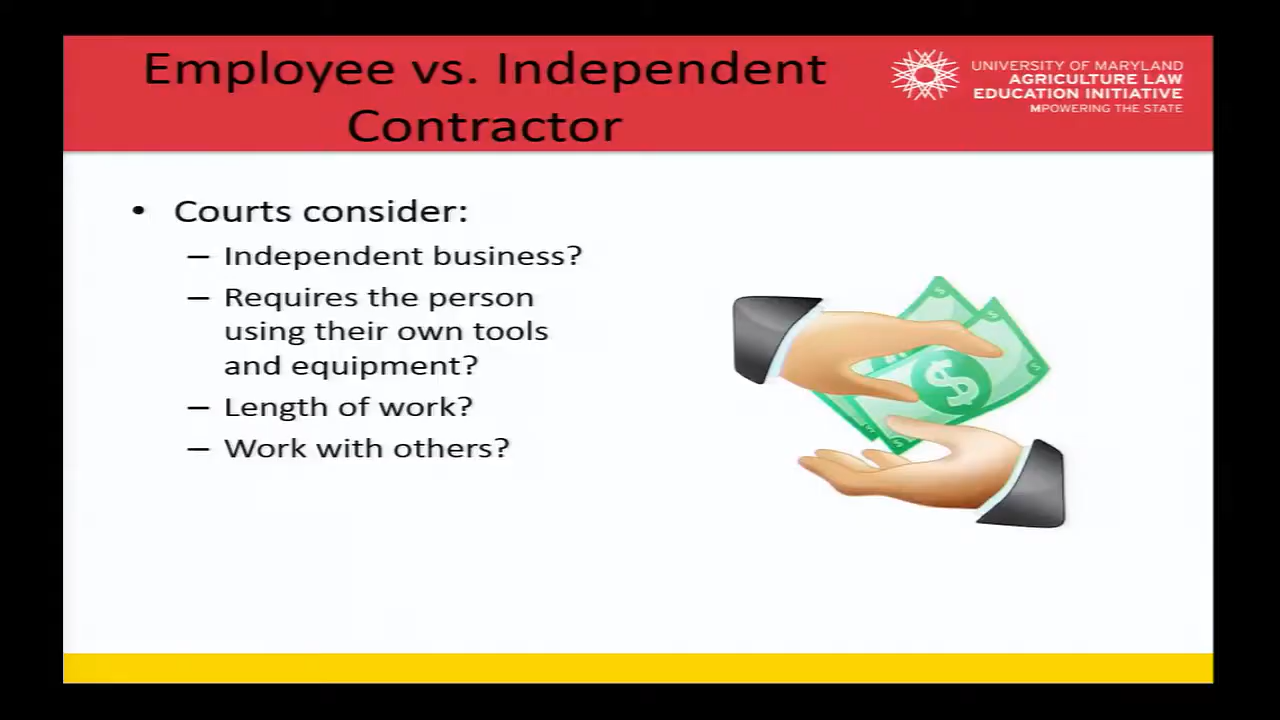 Employee vs. Independent
Contractor
UNIVERSITY OF MARYLAND
AGRICULTURE LAW
EDUCATION INITIATIVE
MPOWERING THE STATE
• Courts consider:
– Independent business?
– Requires the person
using their own tools
and equipment?
– Length of work?
– Work with others?
$
$
$
$
$
$